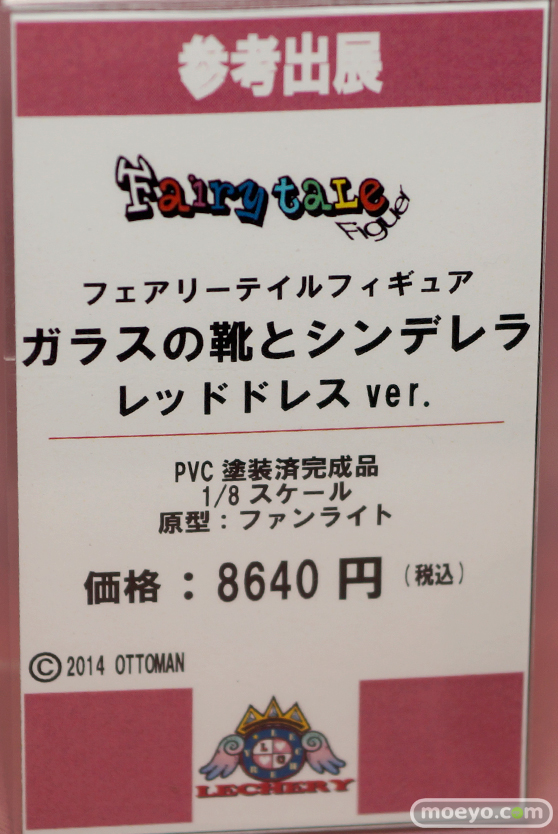 参考出展
Fairy taLe
Figuer
フェアリーテイルフィギュア
ガラスの靴とシンデレラ
レッドドレス ver.
PVC 塗装済完成品
1/8 スケール
原型：ファンライト
価格：8640 円 (税込)
©2014 OTTOMAN
LECHERY
moeyo.com